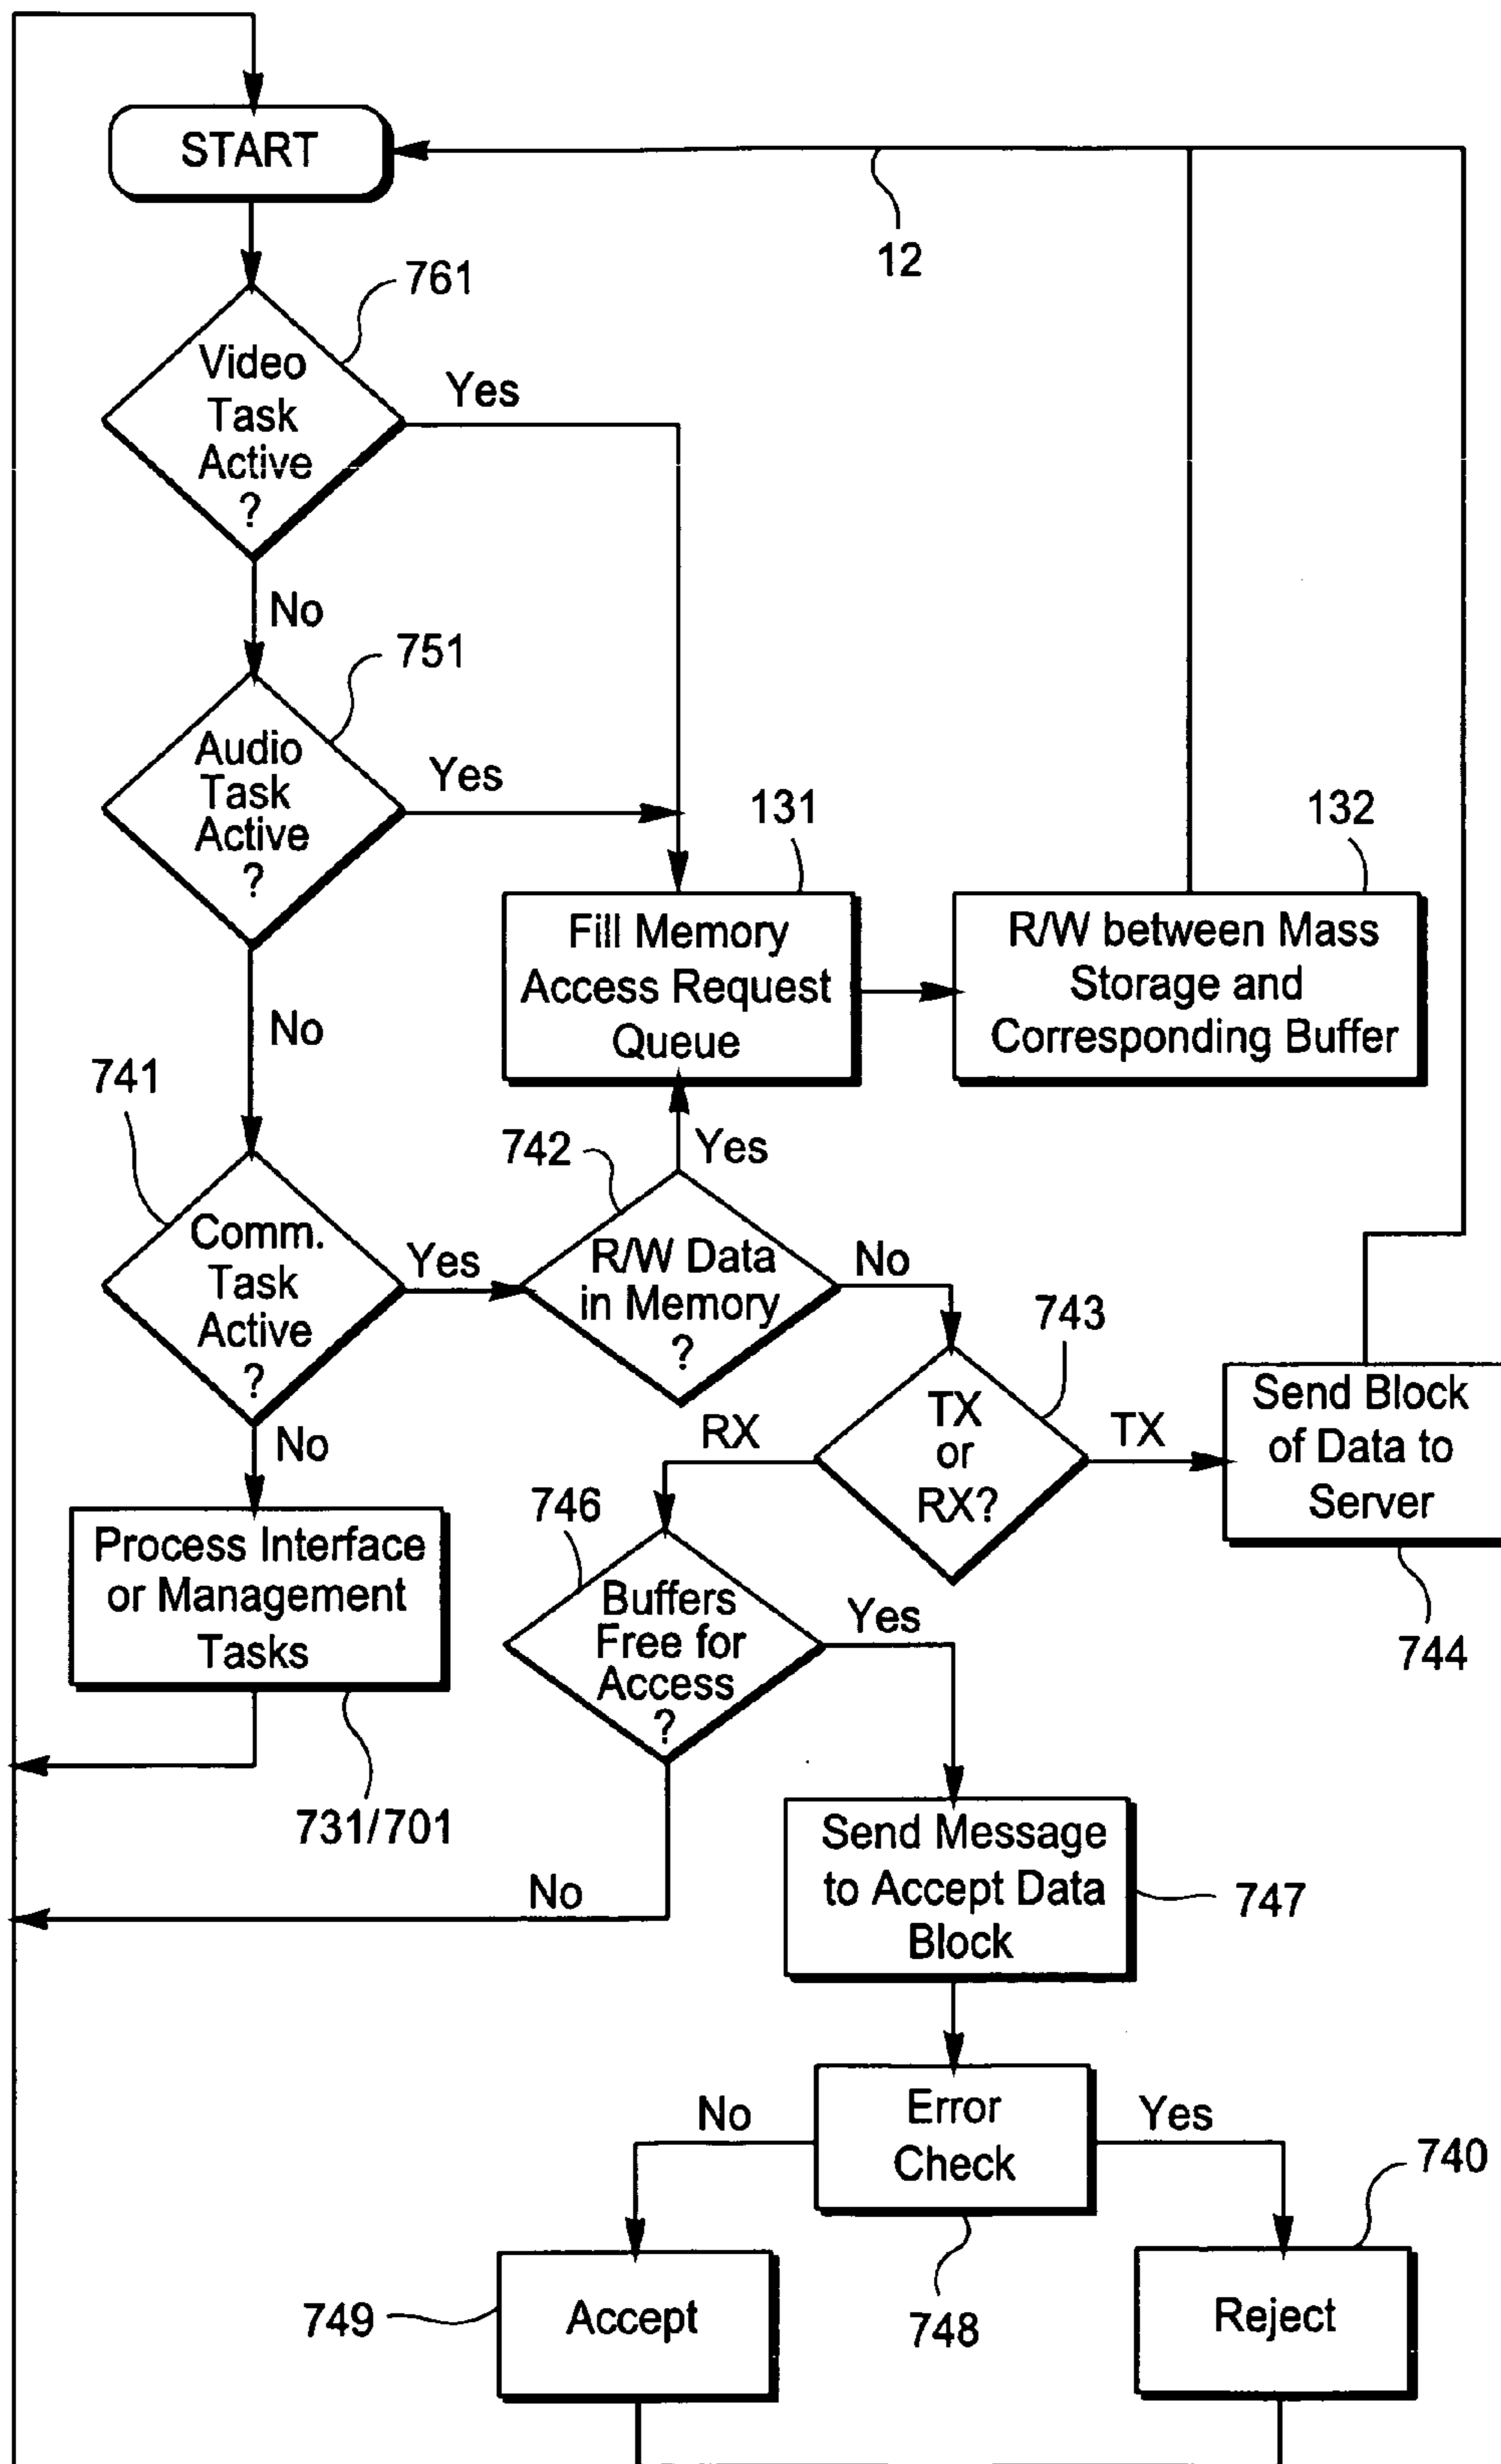 START
12
761
Video
Task
Active
?
Yes
No
751
Audio
Task
Active
?
Yes
No
131
Fill Memory
Access Request
Queue
132
R/W between Mass
Storage and
Corresponding Buffer
741
Comm.
Task
Active
?
Yes
No
742
R/W Data
in Memory
?
Yes
No
743
TX
or
RX?
RX
TX
Send Block
of Data to
Server
744
Process Interface
or Management
Tasks
731/701
746
Buffers
Free for
Access
?
Yes
No
Send Message
to Accept Data
Block
747
Error
Check
No
Yes
748
740
749
Accept
Reject